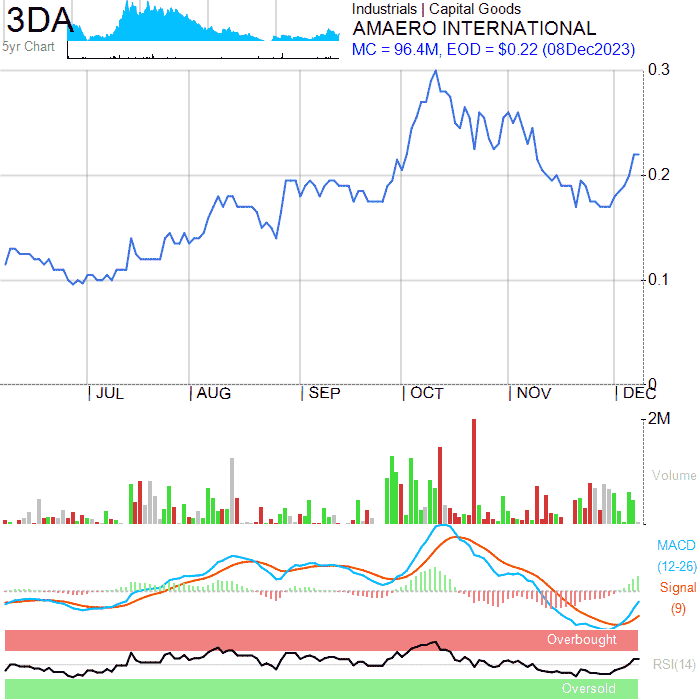 3DA
5yr Chart
Industrials | Capital Goods
AMAERO INTERNATIONAL
MC = 96.4M, EOD = $0.22 (08Dec2023)
0.3
0.2
0.1
0
JUL AUG SEP OCT NOV DEC
2M
Volume
MACD
(12-26)
Signal
(9)
Overbought
RSI(14)
Oversold